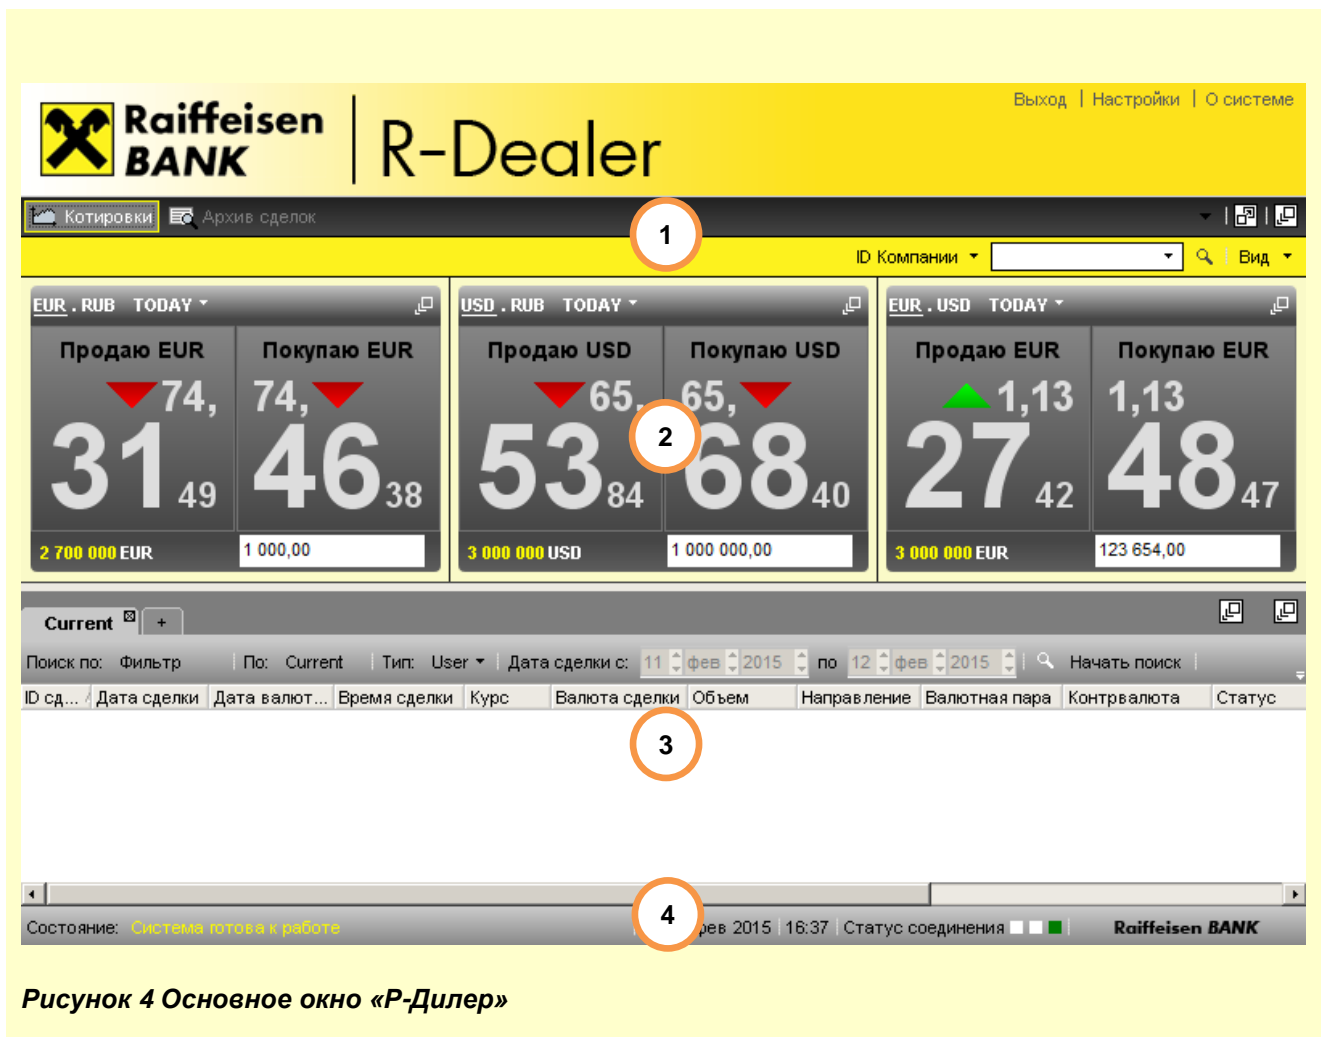 Выход | Настройки | О системе
Raiffeisen
BANK
R-Dealer
Котировки Архив сделок
1
ID Компании Вид
EUR . RUB TODAY
USD . RUB TODAY
EUR . USD TODAY
Продаю EUR Покупаю EUR
Продаю USD Покупаю USD
Продаю EUR Покупаю EUR
74, 74,
65, 65,
1,13 1,13
31 49 46 38
53 84 68 40
27 42 48 47
2
2 700 000 EUR 1 000,00
3 000 000 USD 1 000 000,00
3 000 000 EUR 123 654,00
Current +
Поиск по: Фильтр По: Current Тип: User Дата сделки с: 11 фев 2015 по 12 фев 2015 Начать поиск
ID сд... Дата сделки Дата валют... Время сделки Курс Валюта сделки Объем Направление Валютная пара Контрвалюта Статус
3
4
Состояние: Система готова к работе 2015 16:37 Статус соединения Raiffeisen BANK
Рисунок 4 Основное окно «Р-Дилер»